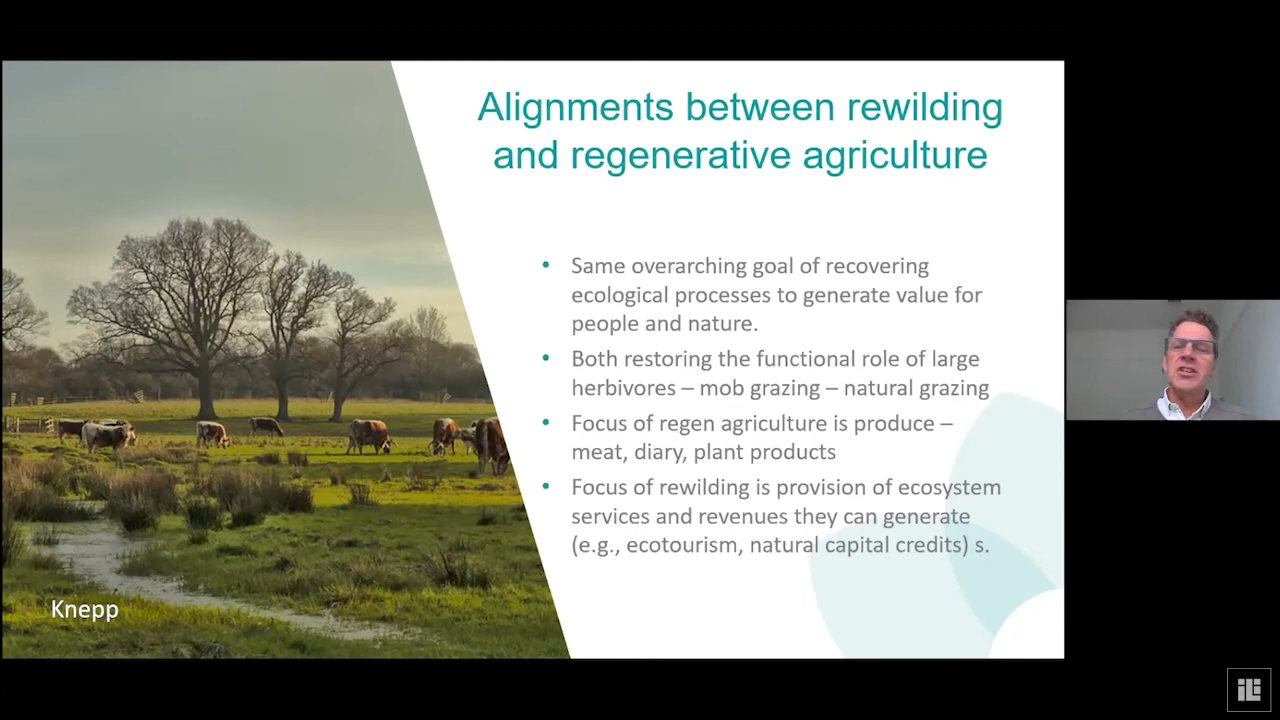 Alignments between rewilding
and regenerative agriculture
• Same overarching goal of recovering
ecological processes to generate value for
people and nature.
• Both restoring the functional role of large
herbivores – mob grazing – natural grazing
• Focus of regen agriculture is produce –
meat, diary, plant products
• Focus of rewilding is provision of ecosystem
services and revenues they can generate
(e.g., ecotourism, natural capital credits) s.
Knepp